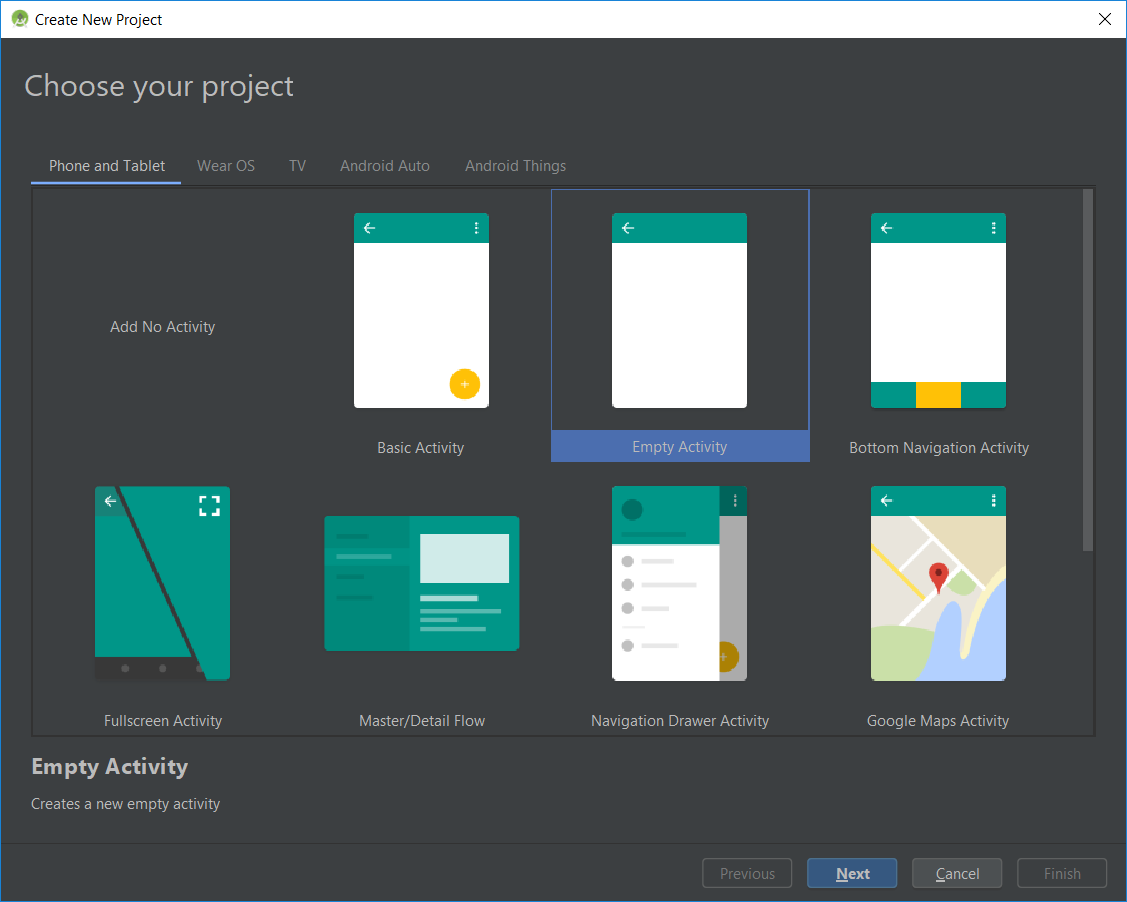 Create New Project
Choose your project
Phone and Tablet Wear OS TV Android Auto Android Things
Add No Activity
Basic Activity
Empty Activity
Bottom Navigation Activity
Fullscreen Activity
Master/Detail Flow
Navigation Drawer Activity
Google Maps Activity
Empty Activity
Creates a new empty activity
Previous Next Cancel Finish